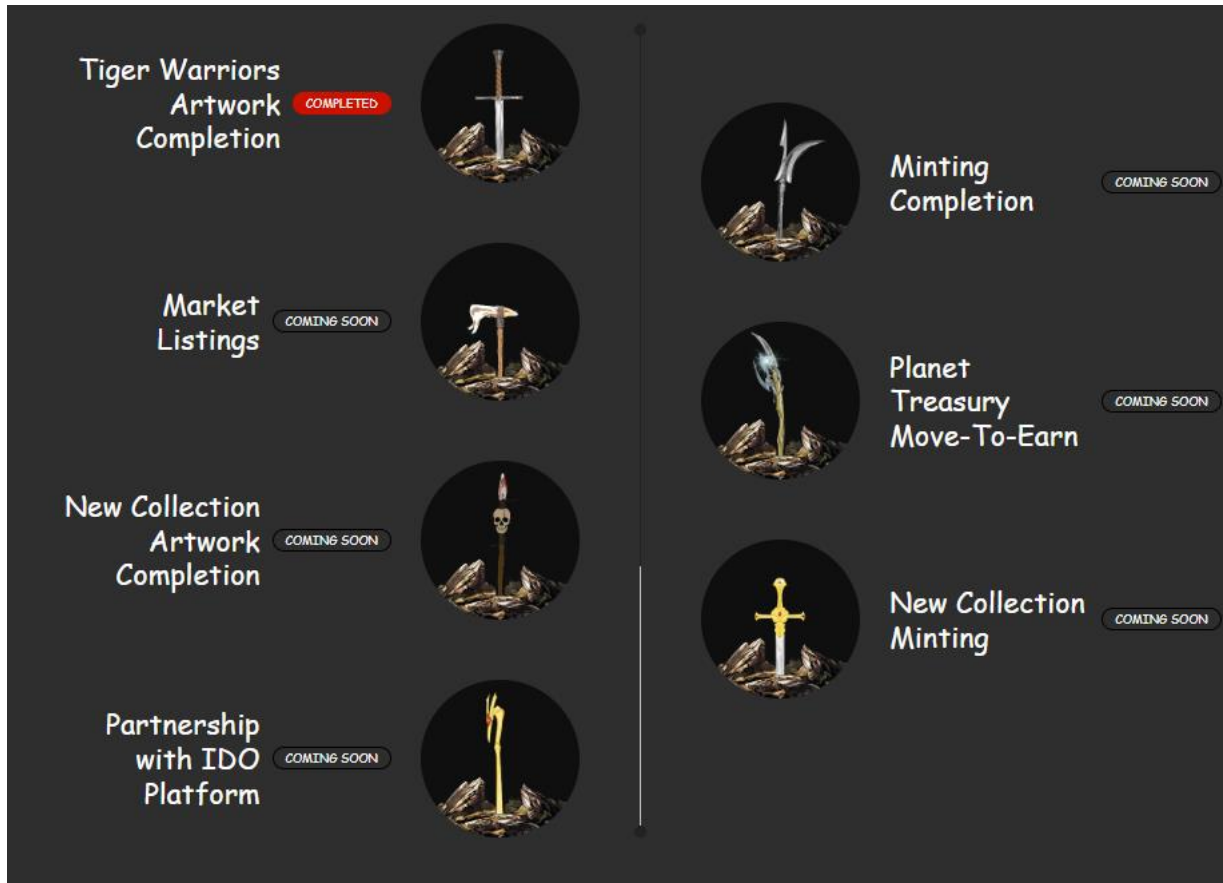 Tiger Warriors
Artwork
Completion
COMPLETED
Minting
Completion
COMING SOON
Market
Listings
COMING SOON
Planet
Treasury
Move-To-Earn
COMING SOON
New Collection
Artwork
Completion
COMING SOON
New Collection
Minting
COMING SOON
Partnership
with IDO
Platform
COMING SOON